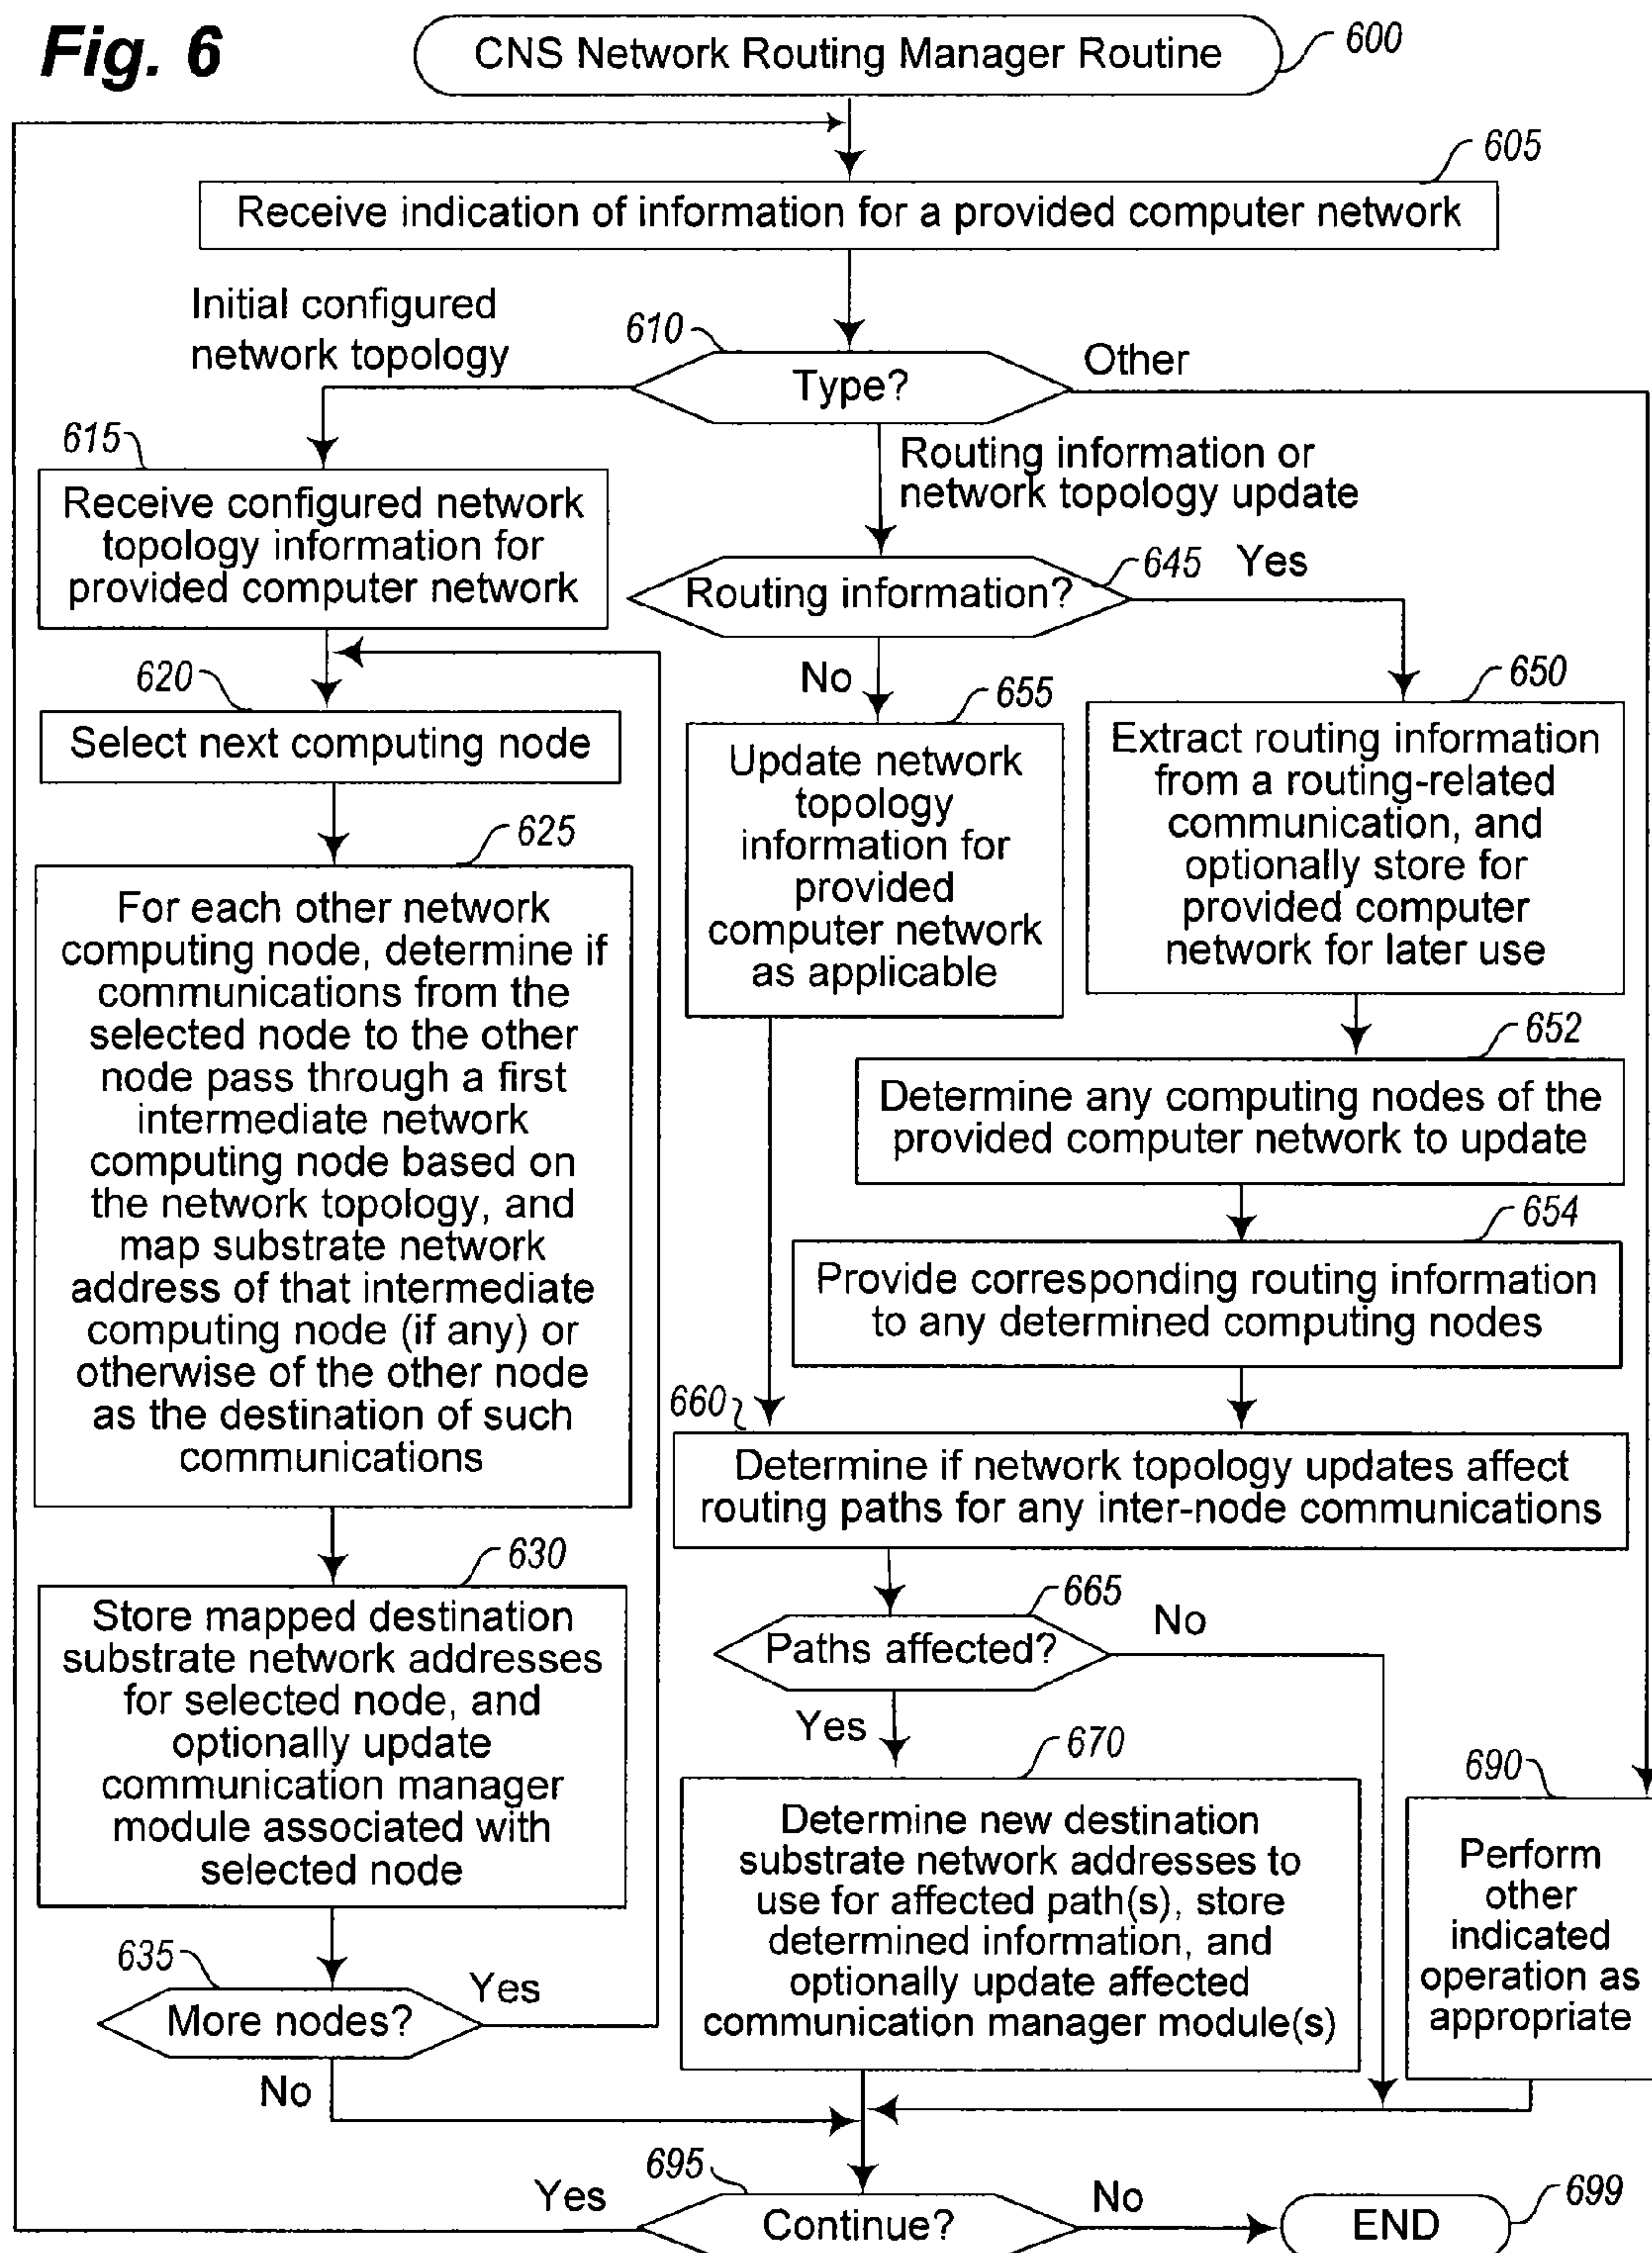 Fig. 6
CNS Network Routing Manager Routine
600
605
Receive indication of information for a provided computer network
Initial configured
network topology
610
Type?
Other
615
Receive configured network
topology information for
provided computer network
Routing information or
network topology update
Routing information?
645
Yes
No
620
Select next computing node
655
Update network
topology
information for
provided
computer network
as applicable
650
Extract routing information
from a routing-related
communication, and
optionally store for
provided computer
network for later use
625
For each other network
computing node, determine if
communications from the
selected node to the other
node pass through a first
intermediate network
computing node based on
the network topology, and
map substrate network
address of that intermediate
computing node (if any) or
otherwise of the other node
as the destination of such
communications
652
Determine any computing nodes of the
provided computer network to update
654
Provide corresponding routing information
to any determined computing nodes
660
Determine if network topology updates affect
routing paths for any inter-node communications
630
Store mapped destination
substrate network addresses
for selected node, and
optionally update
communication manager
module associated with
selected node
665
Paths affected?
No
Yes
670
Determine new destination
substrate network addresses to
use for affected path(s), store
determined information, and
optionally update affected
communication manager module(s)
690
Perform
other
indicated
operation as
appropriate
635
More nodes?
Yes
No
695
Yes
Continue?
No
END
699